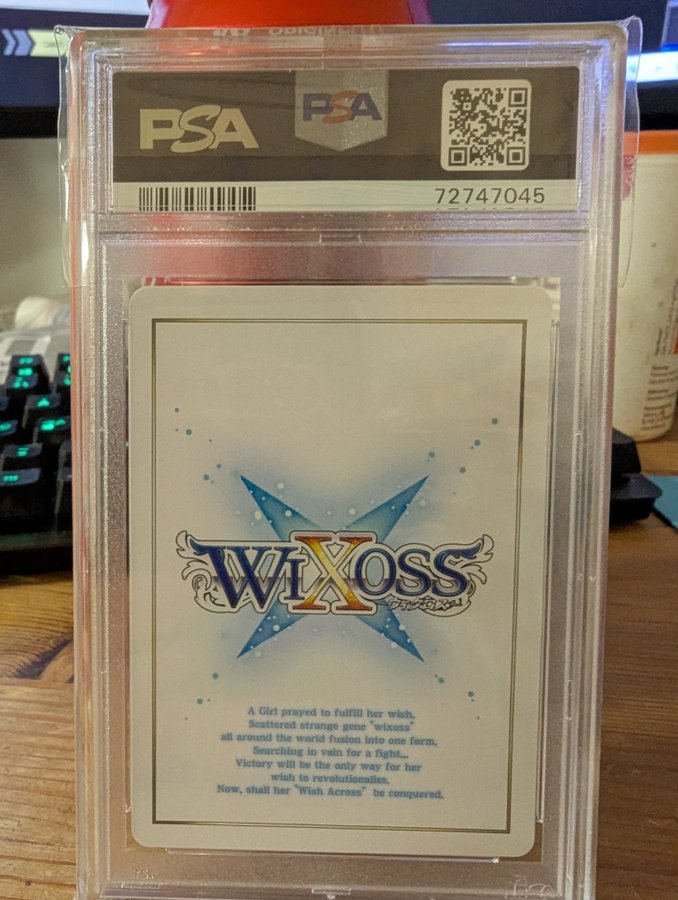 PSA
PSA
72747045
WIXOSS
ウィクロス
A Girl prayed to fulfill her wish.
Scattered strange gene "wixoss"
all around the world fusion into one form.
Searching in vain for a fight...
Victory will be the only way for her
wish to revolutionalize.
Now, shall her "Wish Across" be conquered.
PSA